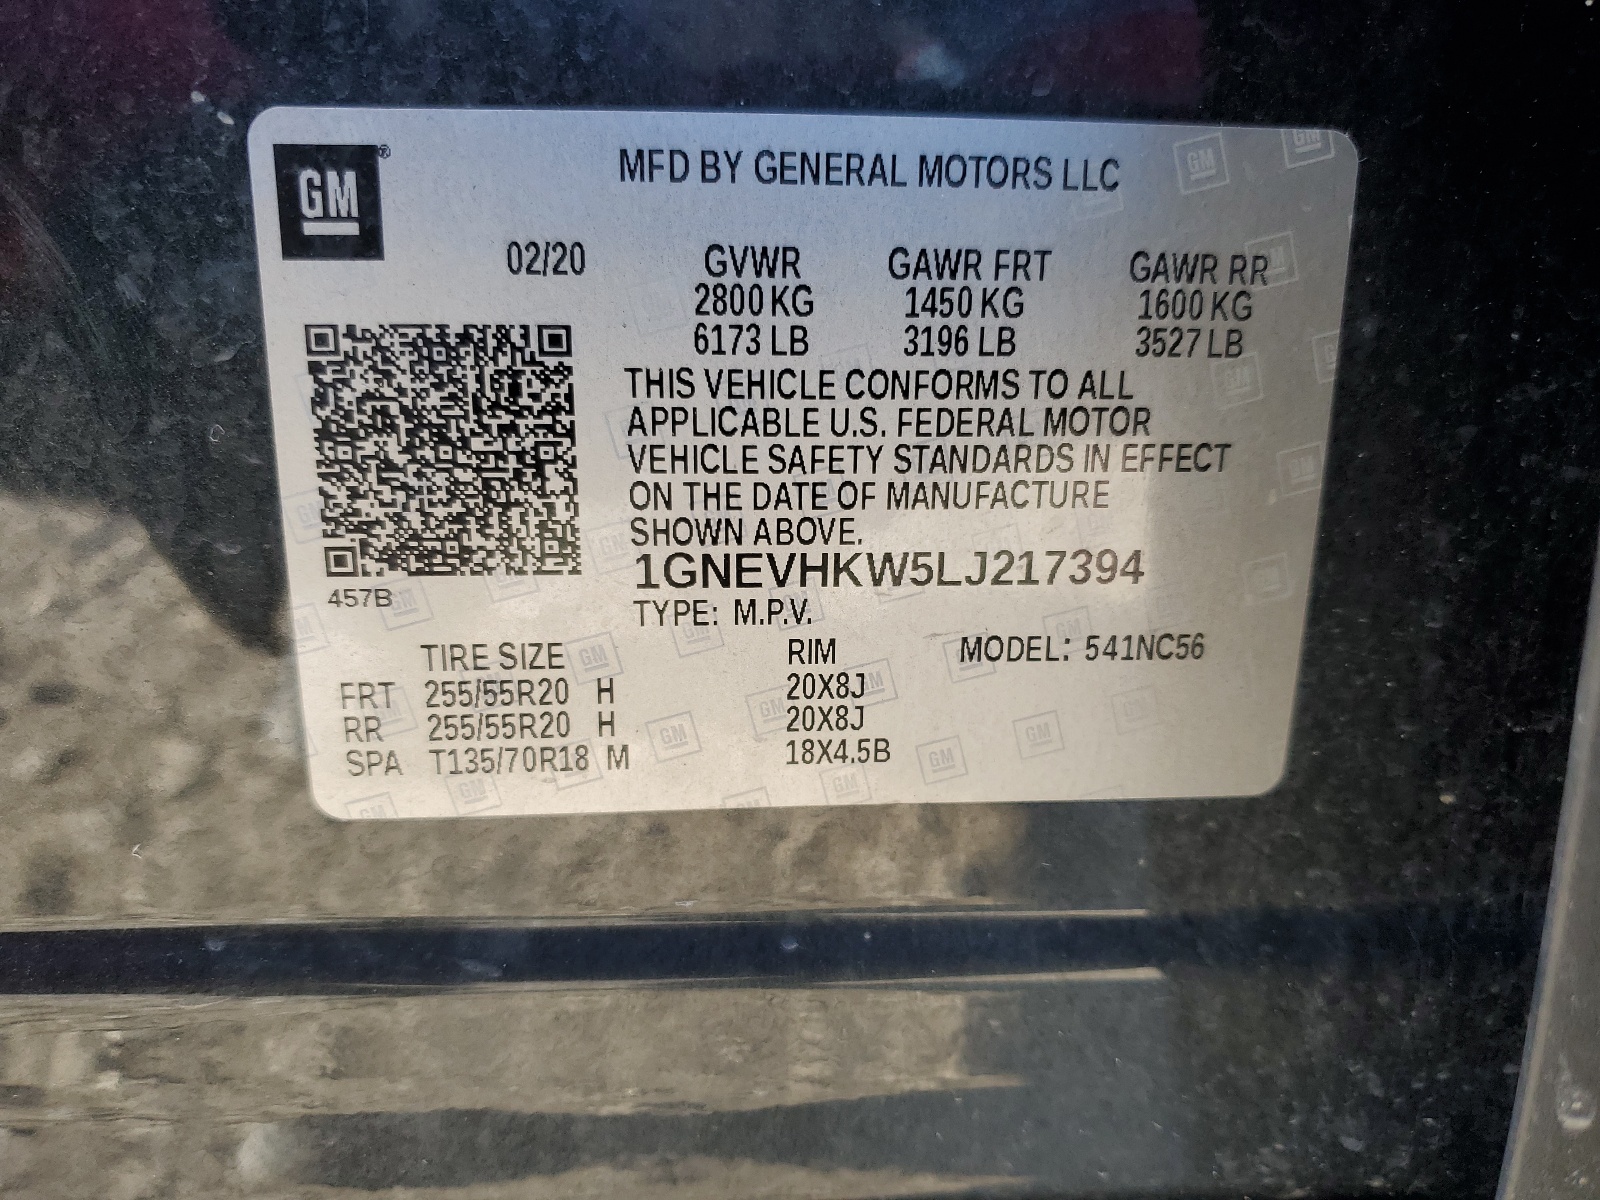 GM®
MFD BY GENERAL MOTORS LLC
02/20 GVWR GAWR FRT GAWR RR
2800 KG 1450 KG 1600 KG
6173 LB 3196 LB 3527 LB
THIS VEHICLE CONFORMS TO ALL
APPLICABLE U.S. FEDERAL MOTOR
VEHICLE SAFETY STANDARDS IN EFFECT
ON THE DATE OF MANUFACTURE
SHOWN ABOVE.
1GNEVHKW5LJ217394
457B
TYPE: M.P.V.
TIRE SIZE RIM MODEL: 541NC56
FRT 255/55R20 H 20X8J
RR 255/55R20 H 20X8J
SPA T135/70R18 M 18X4.5B